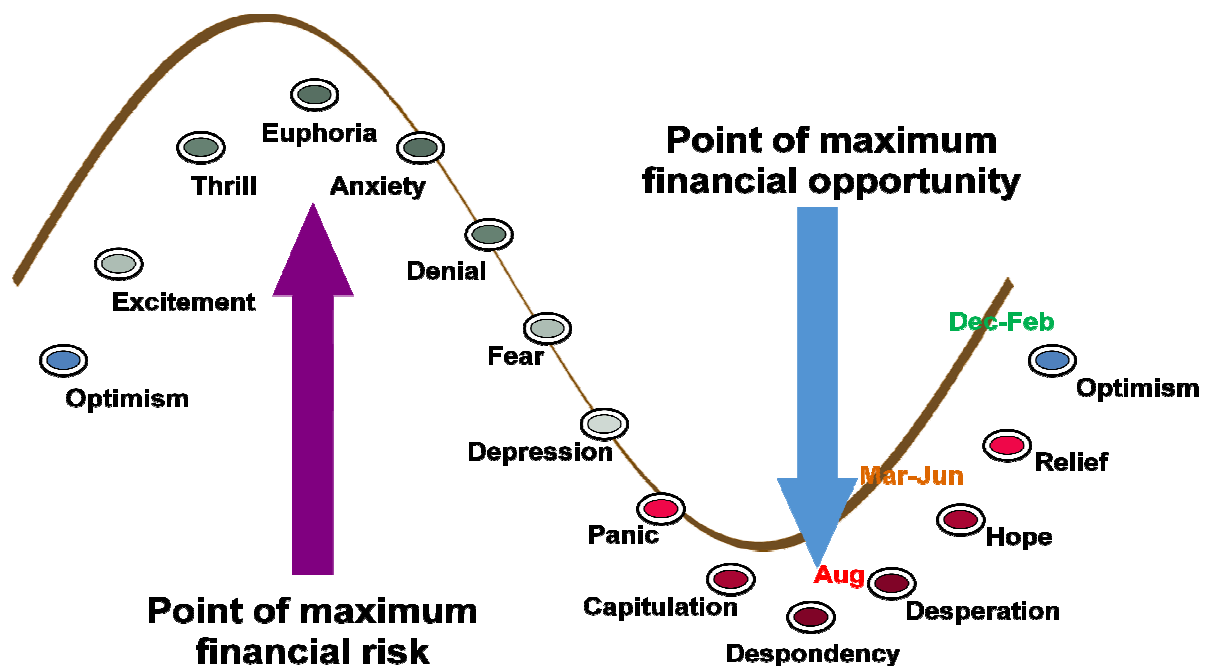 Euphoria
Thrill
Anxiety
Excitement
Optimism
Denial
Fear
Depression
Panic
Capitulation
Despondency
Desperation
Hope
Relief
Optimism
Point of maximum
financial risk
Point of maximum
financial opportunity
Dec-Feb
Mar-Jun
Aug